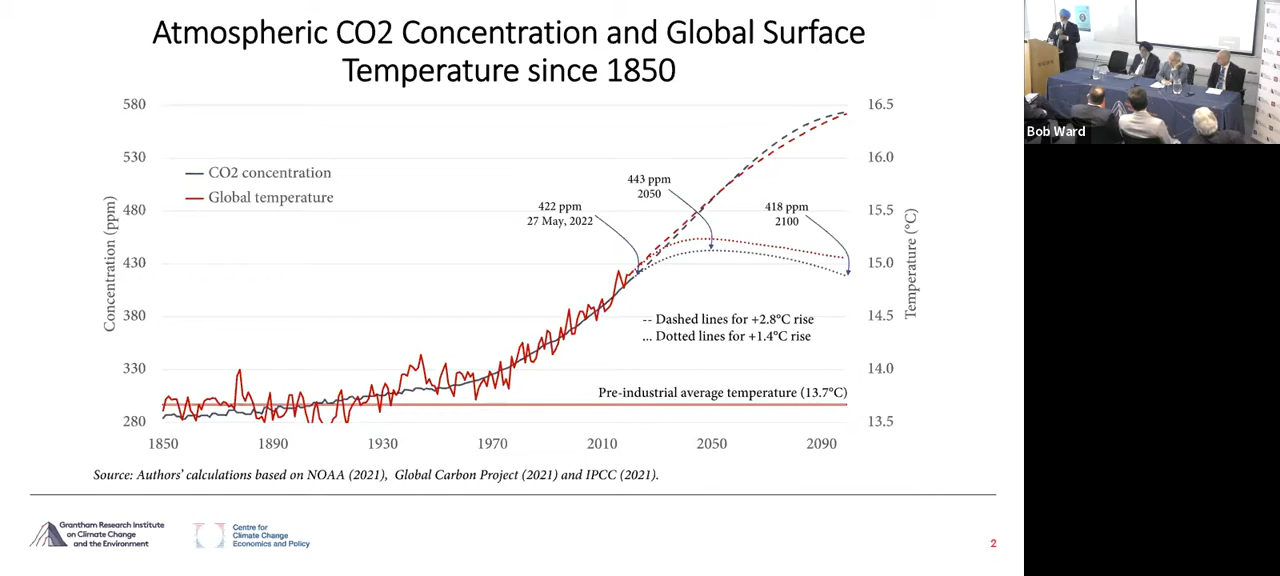 Atmospheric CO2 Concentration and Global Surface
Temperature since 1850
580
530
480
430
380
330
280
Concentration (ppm)
16.5
16.0
15.5
15.0
14.5
14.0
13.5
Temperature (°C)
CO2 concentration
Global temperature
422 ppm
27 May, 2022
443 ppm
2050
418 ppm
2100
-- Dashed lines for +2.8°C rise
... Dotted lines for +1.4°C rise
Pre-industrial average temperature (13.7°C)
1850 1890 1930 1970 2010 2050 2090
Source: Authors' calculations based on NOAA (2021), Global Carbon Project (2021) and IPCC (2021).
Grantham Research Institute
on Climate Change
and the Environment
Centre for
Climate Change
Economics and Policy
2
Bob Ward